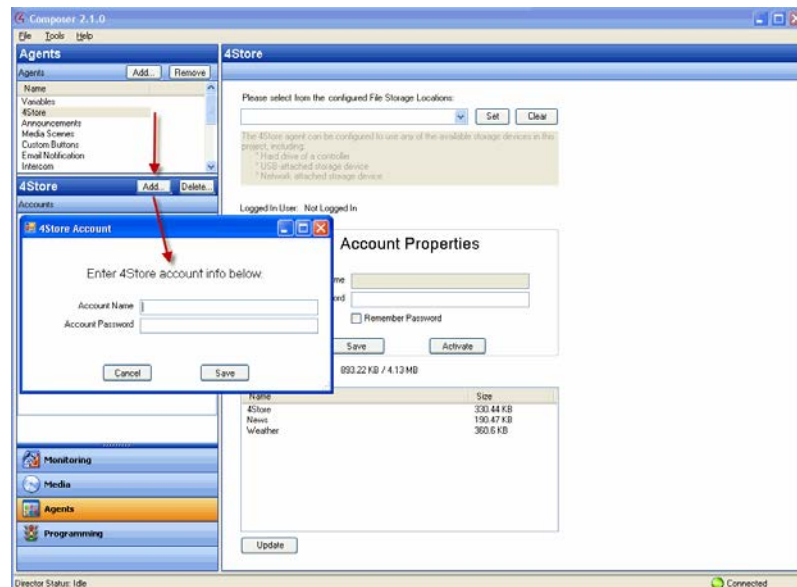 Composer 2.1.0
File Tools Help
Agents
Agents Add... Remove
Name
Variables
4Store
Announcements
Media Scenes
Custom Buttons
Email Notification
Intercom
4Store Add... Delete...
Accounts
4Store
Please select from the configured File Storage Locations:
Set Clear
The 4Store agent can be configured to use any of the available storage devices in this
project, including:
* Hard drive of a controller
* USB attached storage device
* Network attached storage device
Logged In User: Not Logged In
4Store Account
Enter 4Store account info below.
Account Name
Account Password
Cancel Save
Account Properties
me
ord
Remember Password
Save Activate
893.22 KB / 4.13 MB
Name Size
4Store 330.44 KB
News 190.47 KB
Weather 360.6 KB
Update
Monitoring
Media
Agents
Programming
Director Status: Idle
Connected